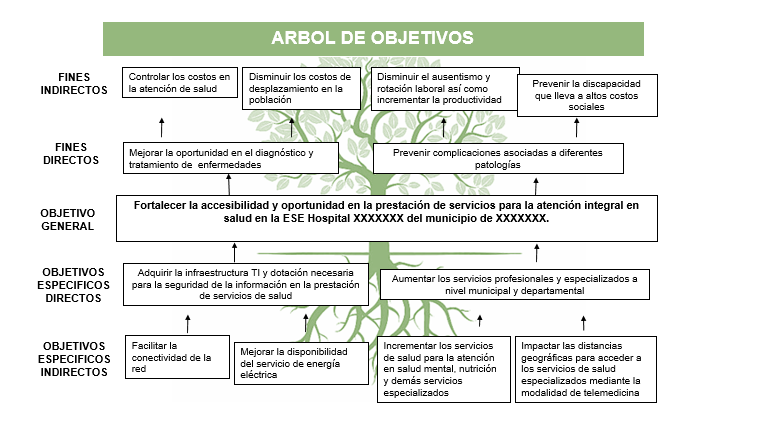 ARBOL DE OBJETIVOS
FINES
INDIRECTOS
Controlar los costos en
la atención de salud
Disminuir los costos de
desplazamiento en la
población
Disminuir el ausentismo y
rotación laboral así como
incrementar la productividad
Prevenir la discapacidad
que lleva a altos costos
sociales
FINES
DIRECTOS
Mejorar la oportunidad en el diagnóstico y
tratamiento de enfermedades
Prevenir complicaciones asociadas a diferentes
patologías
OBJETIVO
GENERAL
Fortalecer la accesibilidad y oportunidad en la prestación de servicios para la atención integral en
salud en la ESE Hospital XXXXXXX del municipio de XXXXXXX.
OBJETIVOS
ESPECIFICOS
DIRECTOS
Adquirir la infraestructura TI y dotación necesaria
para la seguridad de la información en la prestación
de servicios de salud
Aumentar los servicios profesionales y especializados a
nivel municipal y departamental
OBJETIVOS
ESPECIFICOS
INDIRECTOS
Facilitar la
conectividad de la
red
Mejorar la disponibilidad
del servicio de energía
eléctrica
Incrementar los servicios
de salud para la atención
en salud mental, nutrición
y demás servicios
especializados
Impactar las distancias
geográficas para acceder a
los servicios de salud
especializados mediante la
modalidad de telemedicina